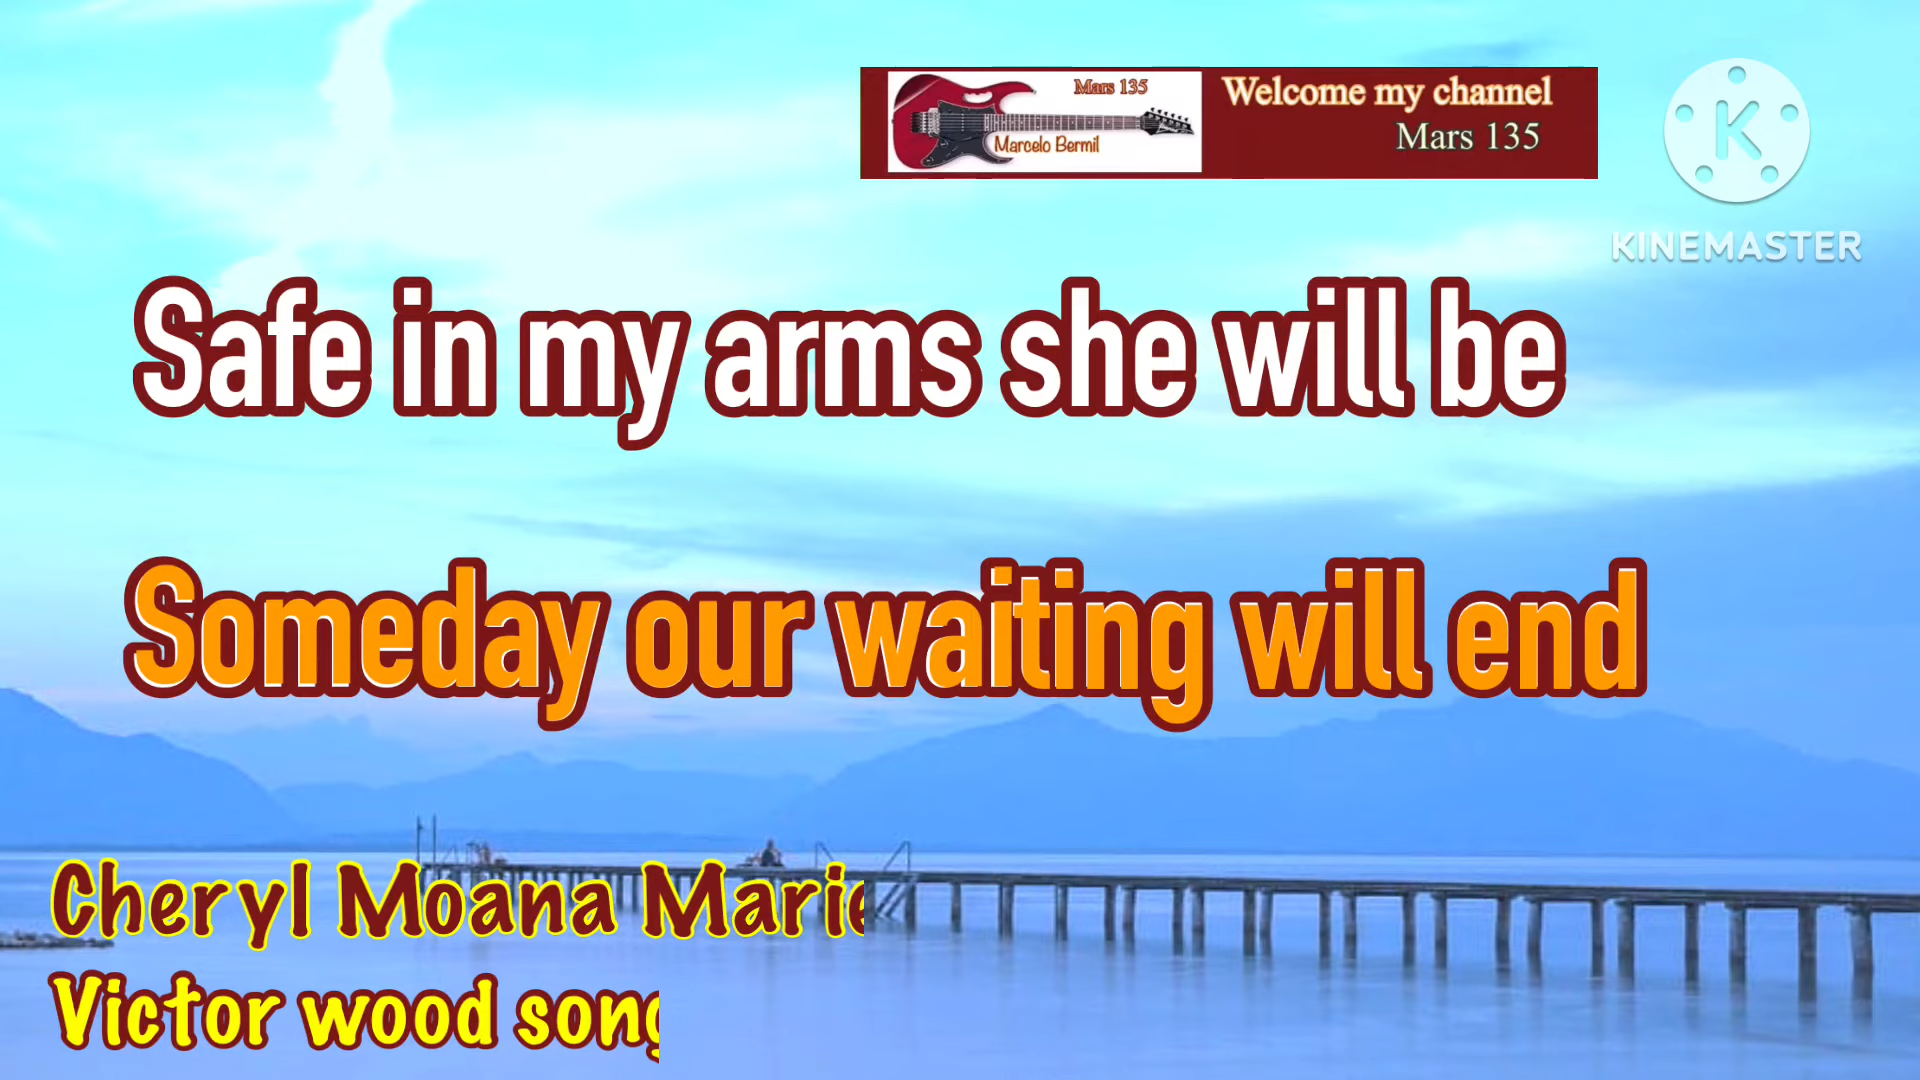 Mars 135
Marcelo Bermil
Welcome my channel
Mars 135
K
KINEMASTER
Safe in my arms she will be
Someday our waiting will end
Cheryl Moana Marie
Victor wood song